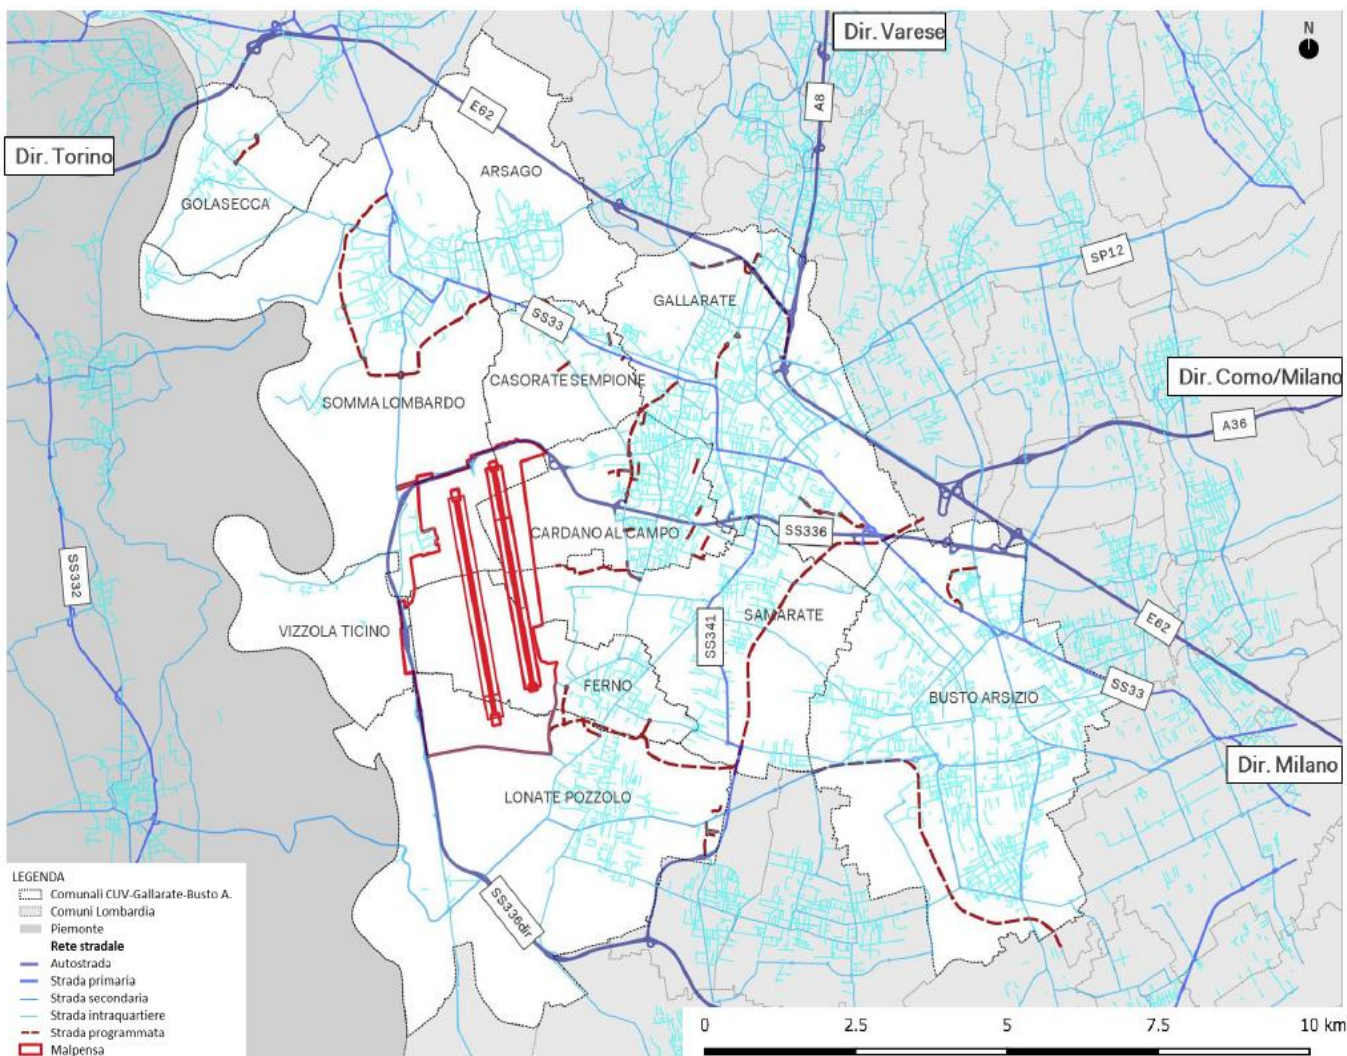 Dir. Varese
N
A8
E62
Dir. Torino
ARSAGO
GOLASECCA
SP12
GALLARATE
SS33
Dir. Como/Milano
CASORATE SEMPIONE
SOMMA LOMBARDO
A36
CARDANO AL CAMPO
SS336
SS332
SAMARATE
VIZZOLA TICINO
SS341
E62
FERNO
SS33
BUSTO ARSIZIO
Dir. Milano
LONATE POZZOLO
SS336dir
LEGENDA
Comunali CUV-Gallarate-Busto A.
Comuni Lombardia
Piemonte
Rete stradale
Autostrada
Strada primaria
Strada secondaria
Strada intraquartiere
Strada programmata
Malpensa
0 2.5 5 7.5 10 km